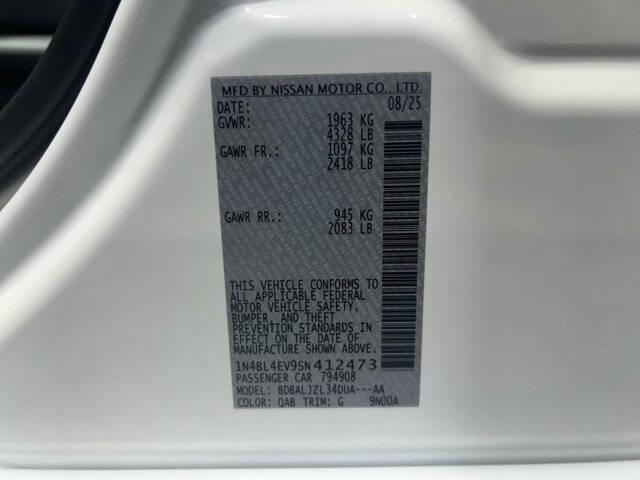 MFD BY NISSAN MOTOR CO., LTD.
DATE: 08/25
GVWR: 1963 KG
4328 LB
GAWR FR.: 1097 KG
2418 LB
GAWR RR.: 945 KG
2083 LB
THIS VEHICLE CONFORMS TO
ALL APPLICABLE FEDERAL
MOTOR VEHICLE SAFETY,
BUMPER, AND THEFT
PREVENTION STANDARDS IN
EFFECT ON THE DATE OF
MANUFACTURE SHOWN ABOVE.
1N4BL4EV9SN412473
PASSENGER CAR 794908
MODEL: BDBALJZL34DUA---AA
COLOR: QAB TRIM: G 9N00A